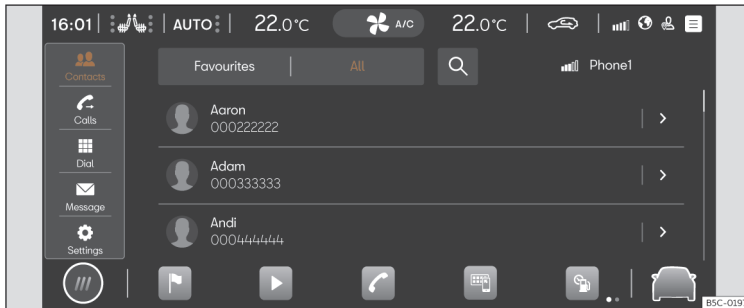 16:01 AUTO 22.0°C A/C 22.0°C
Contacts
Calls
Dial
Message
Settings
Favourites All Phone1
Aaron
000222222
Adam
000333333
Andi
000444444
B5C-0191